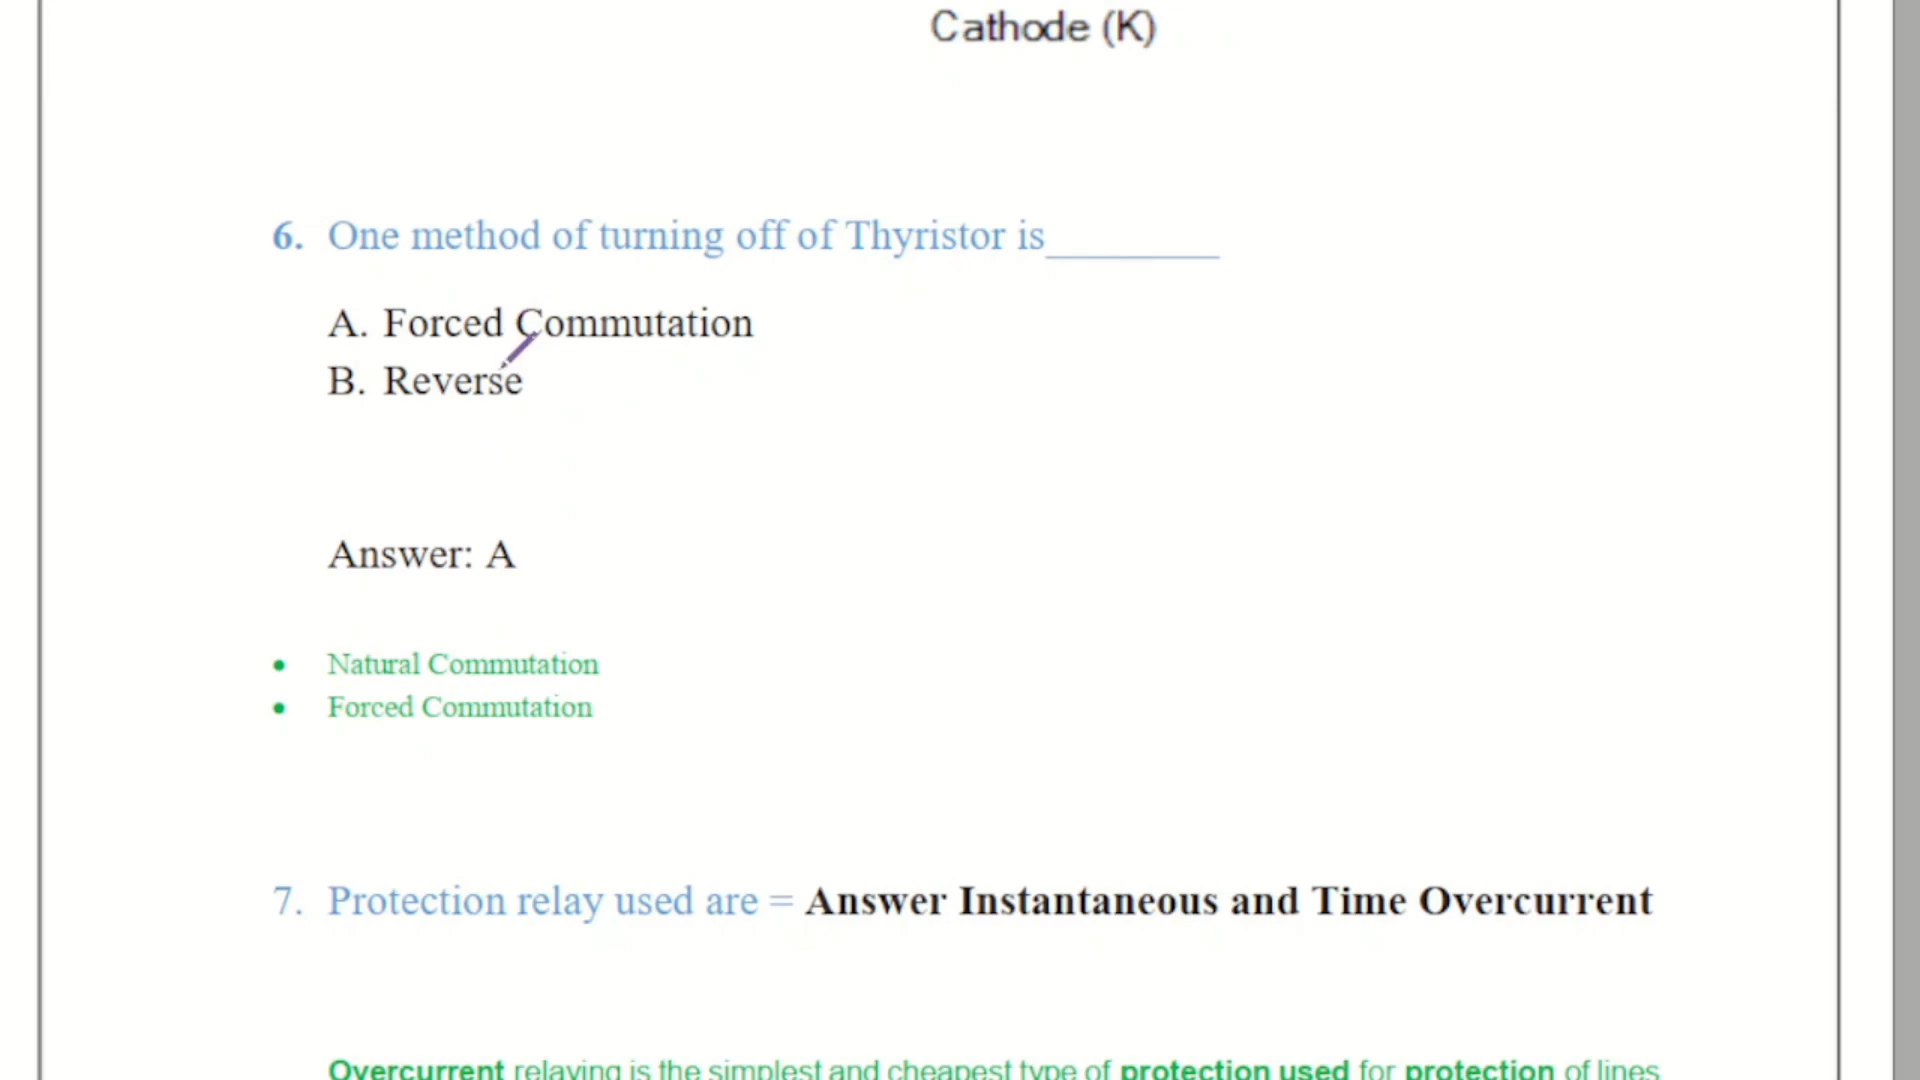 Cathode (K)
6. One method of turning off of Thyristor is________
A. Forced Commutation
B. Reverse
Answer: A
• Natural Commutation
• Forced Commutation
7. Protection relay used are = Answer Instantaneous and Time Overcurrent
Overcurrent relaying is the simplest and cheapest type of protection used for protection of lines